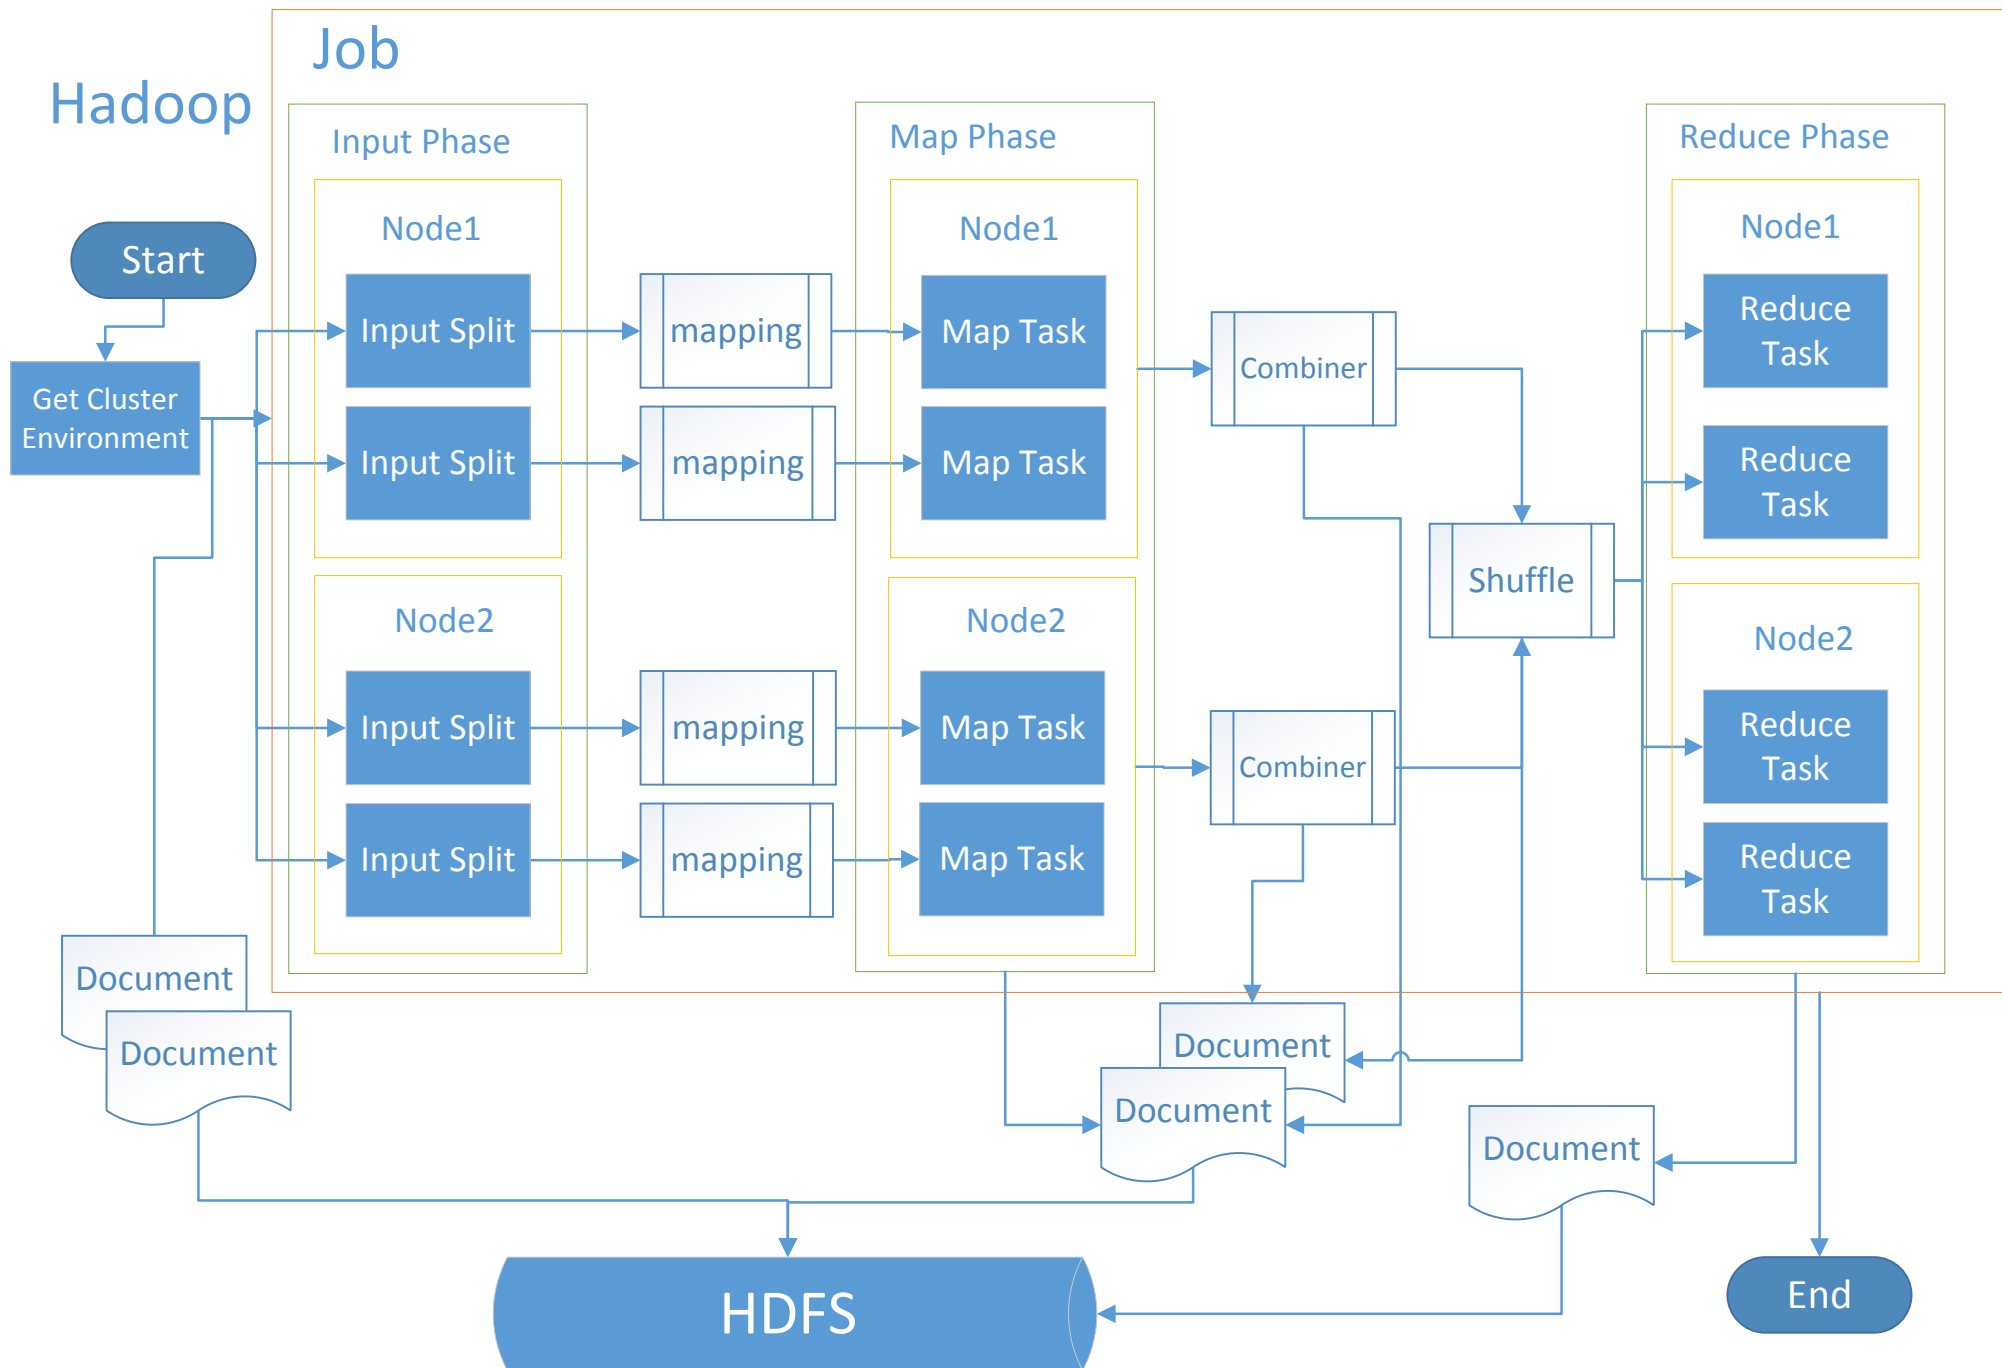 Job
Hadoop
Input Phase
Map Phase
Reduce Phase
Node1
Node1
Node1
Start
Input Split
mapping
Map Task
Reduce
Task
Combiner
Get Cluster
Environment
Input Split
mapping
Map Task
Reduce
Task
Shuffle
Node2
Node2
Node2
Input Split
mapping
Map Task
Reduce
Task
Combiner
Input Split
mapping
Map Task
Reduce
Task
Document
Document
Document
Document
Document
HDFS
End